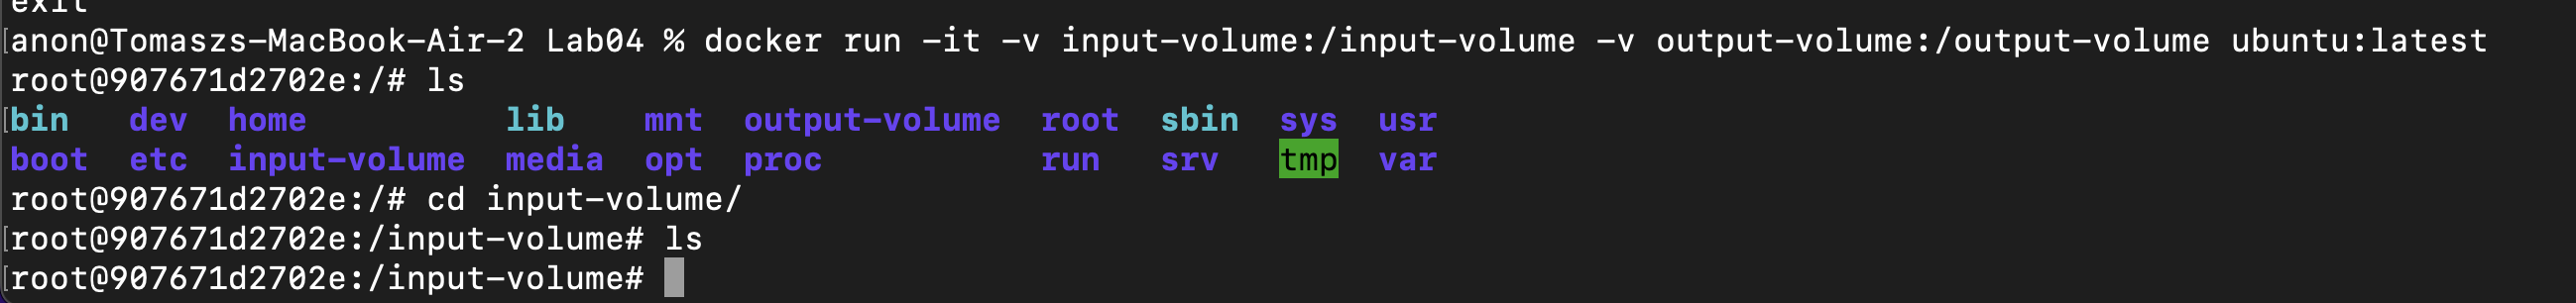 exit
[anon@Tomaszs-MacBook-Air-2 Lab04 % docker run -it -v input-volume:/input-volume -v output-volume:/output-volume ubuntu:latest
root@907671d2702e:/# ls
[bin dev home lib mnt output-volume root sbin sys usr
boot etc input-volume media opt proc run srv tmp var
root@907671d2702e:/# cd input-volume/
[root@907671d2702e:/input-volume# ls
[root@907671d2702e:/input-volume#